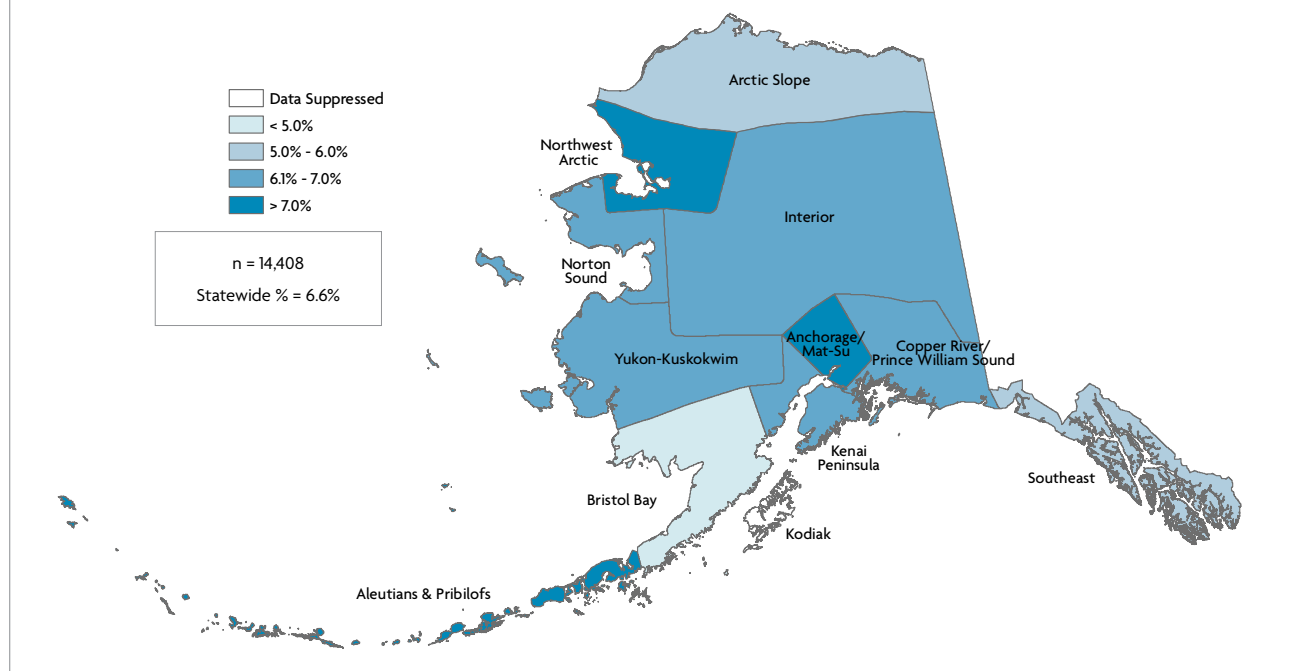 Arctic Slope
Data Suppressed
< 5.0%
5.0% - 6.0%
6.1% - 7.0%
> 7.0%
Northwest
Arctic
Interior
n = 14,408
Statewide % = 6.6%
Norton
Sound
Anchorage/
Mat-Su
Copper River/
Prince William Sound
Yukon-Kuskokwim
Kenai
Peninsula
Southeast
Bristol Bay
Kodiak
Aleutians & Pribilofs